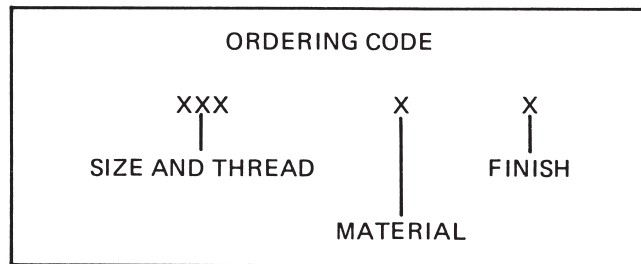 ORDERING CODE
XXX X X
SIZE AND THREAD FINISH
MATERIAL